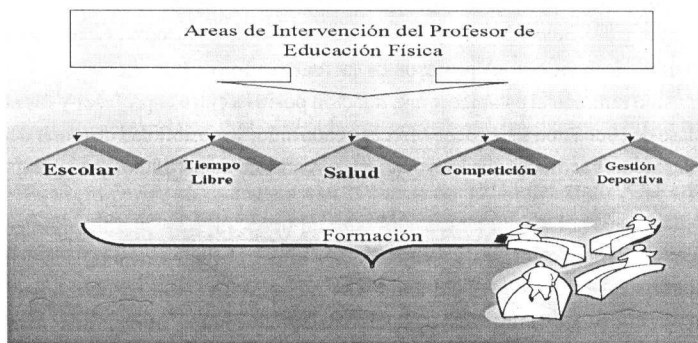 Areas de Intervención del Profesor de
Educación Física
Escolar
Tiempo
Libre
Salud
Competición
Gestión
Deportiva
Formación